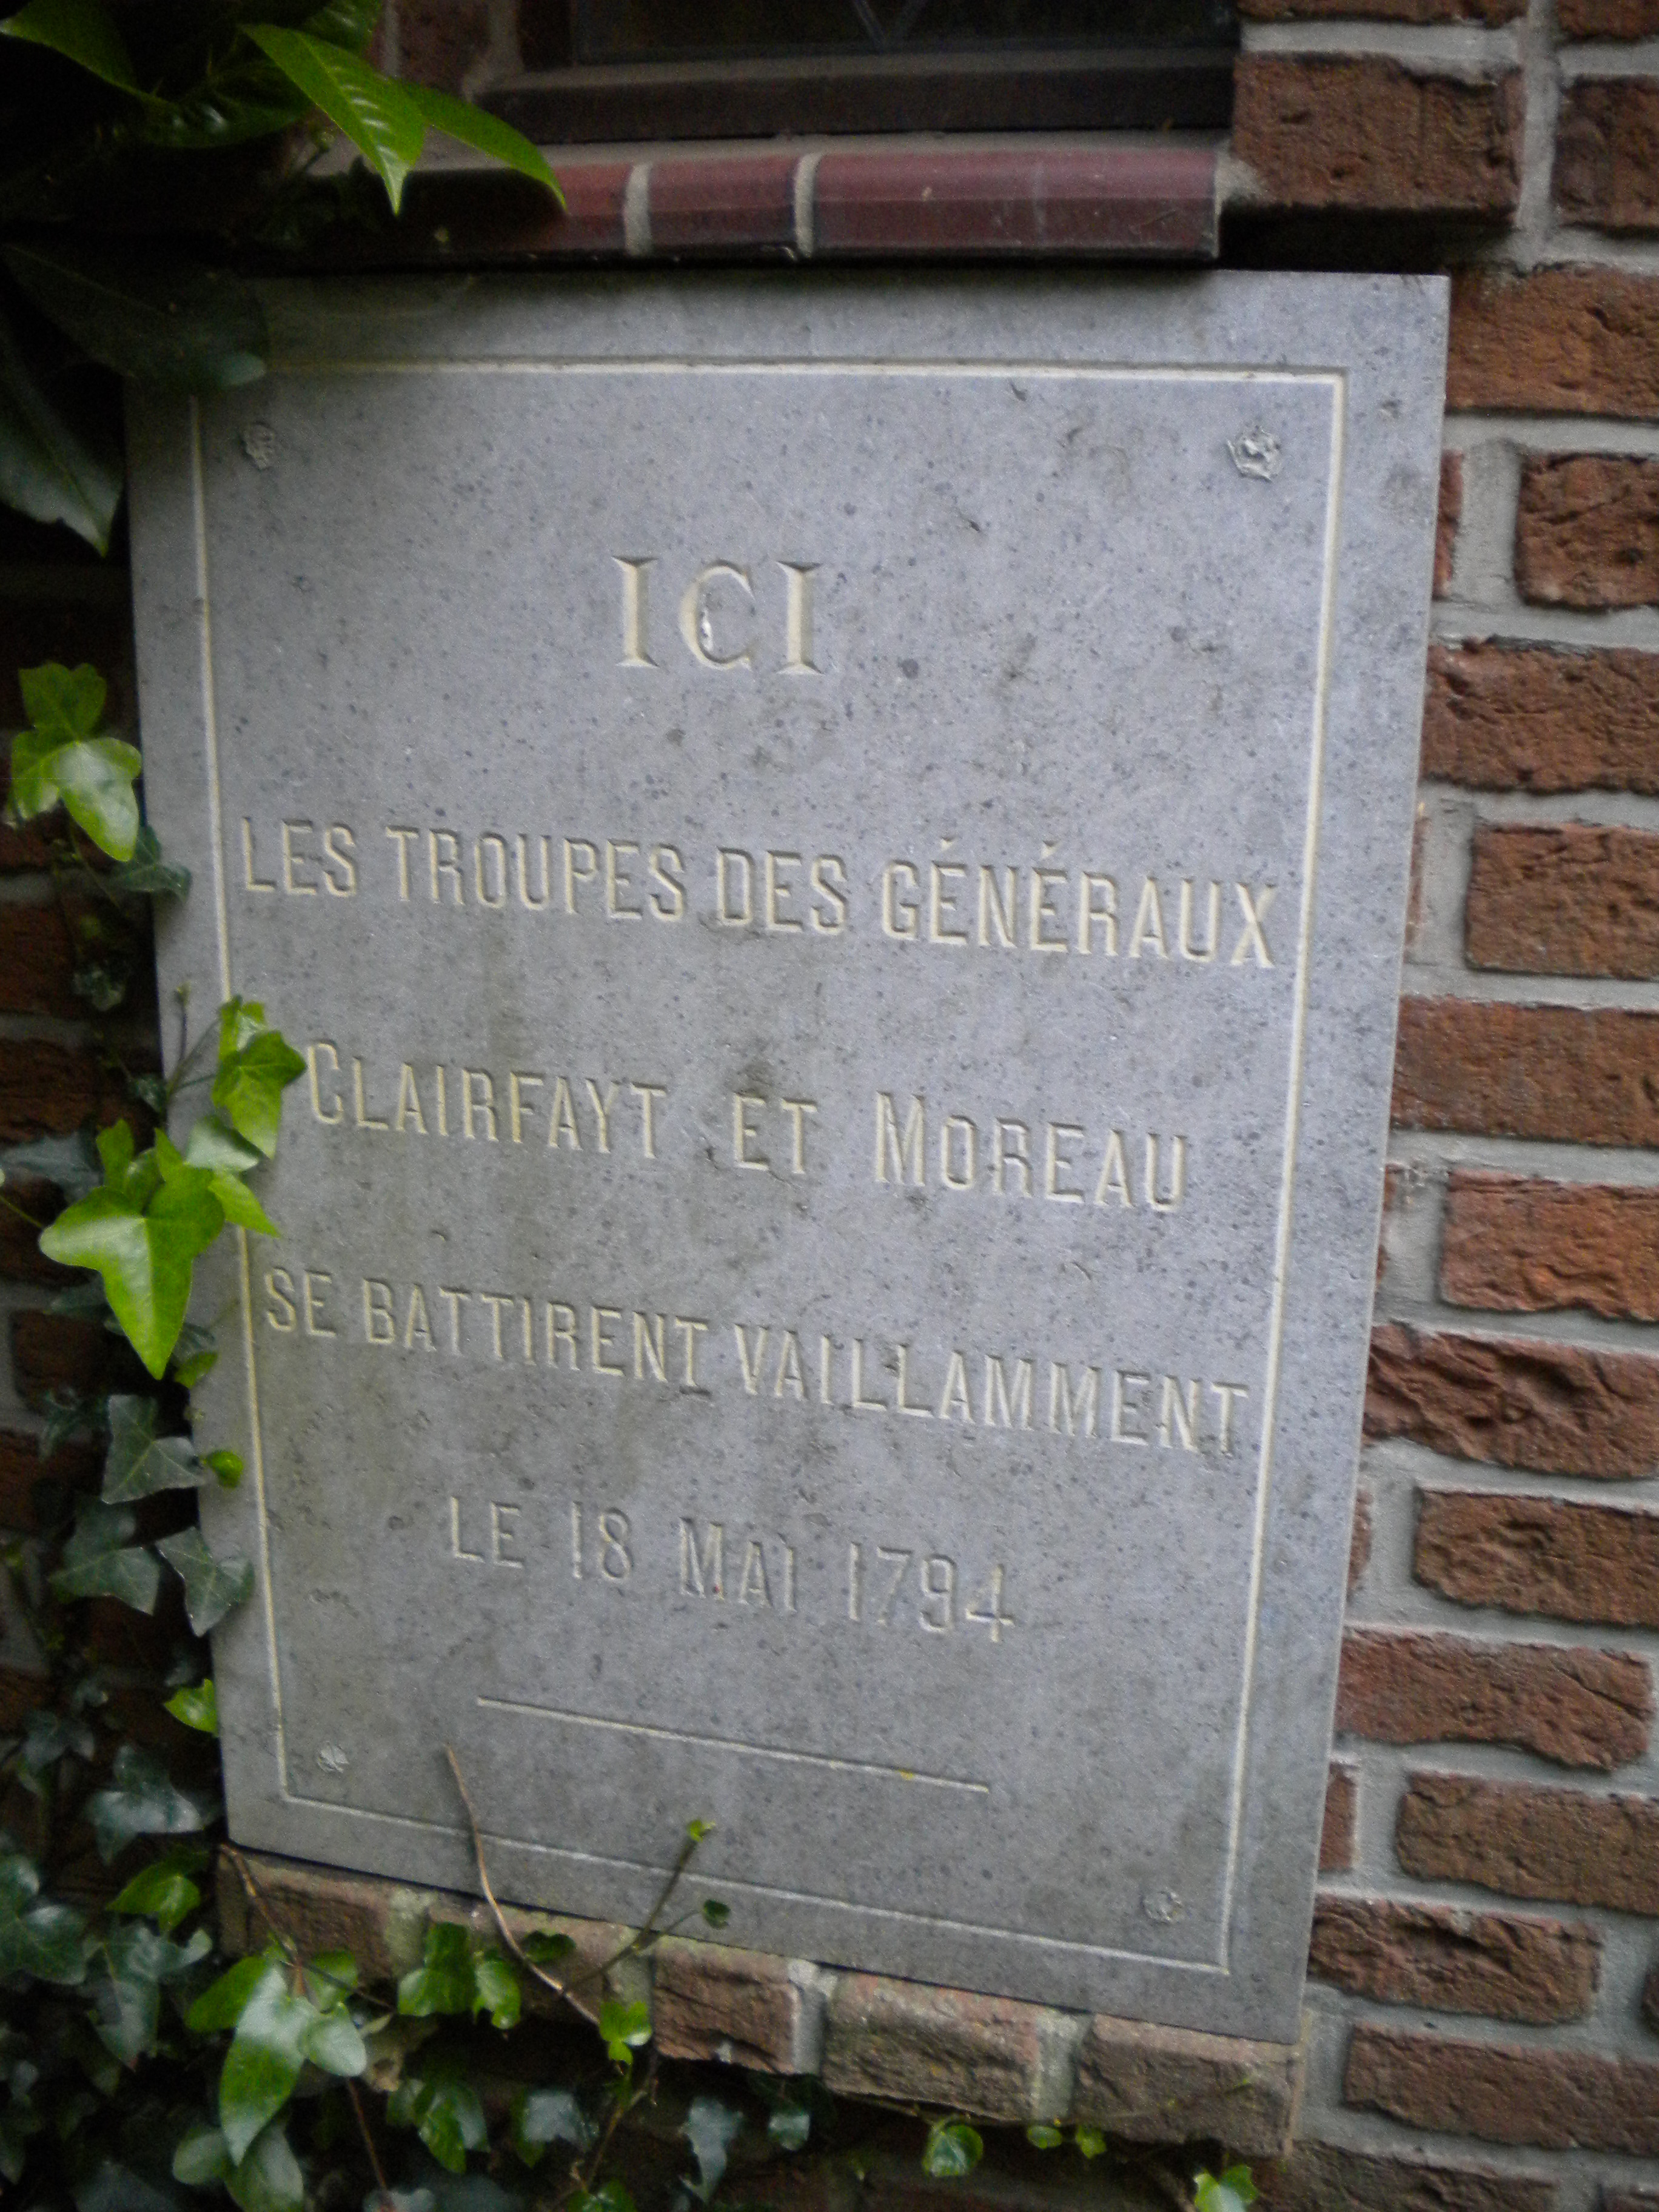 ICI
LES TROUPES DES GÉNÉRAUX
CLAIRFAYT ET MOREAU
SE BATTIRENT VAILLAMMENT
LE 18 MAI 1794